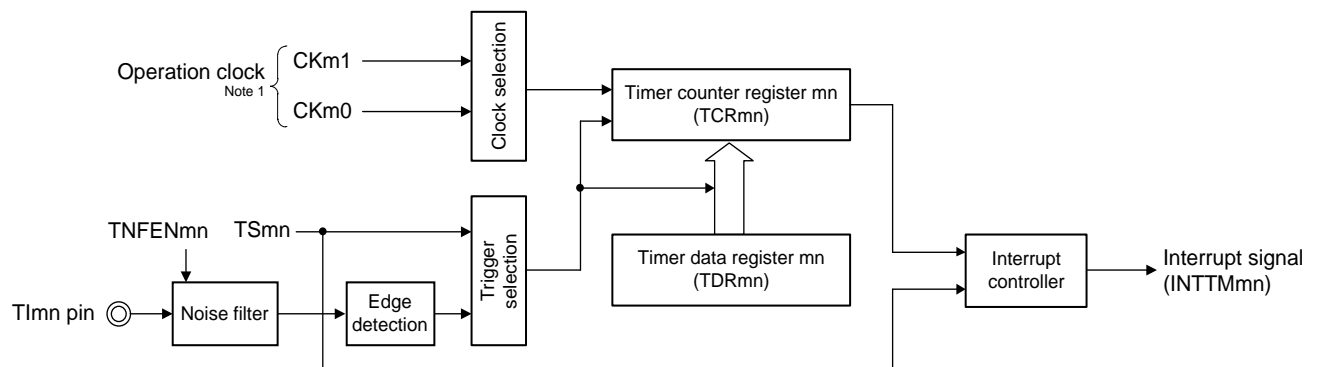 Operation clock
Note 1
CKm1
CKm0
Clock selection
Timer counter register mn
(TCRmn)
TNFENmn
TSmn
TImn pin
Noise filter
Edge
detection
Trigger
selection
Timer data register mn
(TDRmn)
Interrupt
controller
Interrupt signal
(INTTMmn)